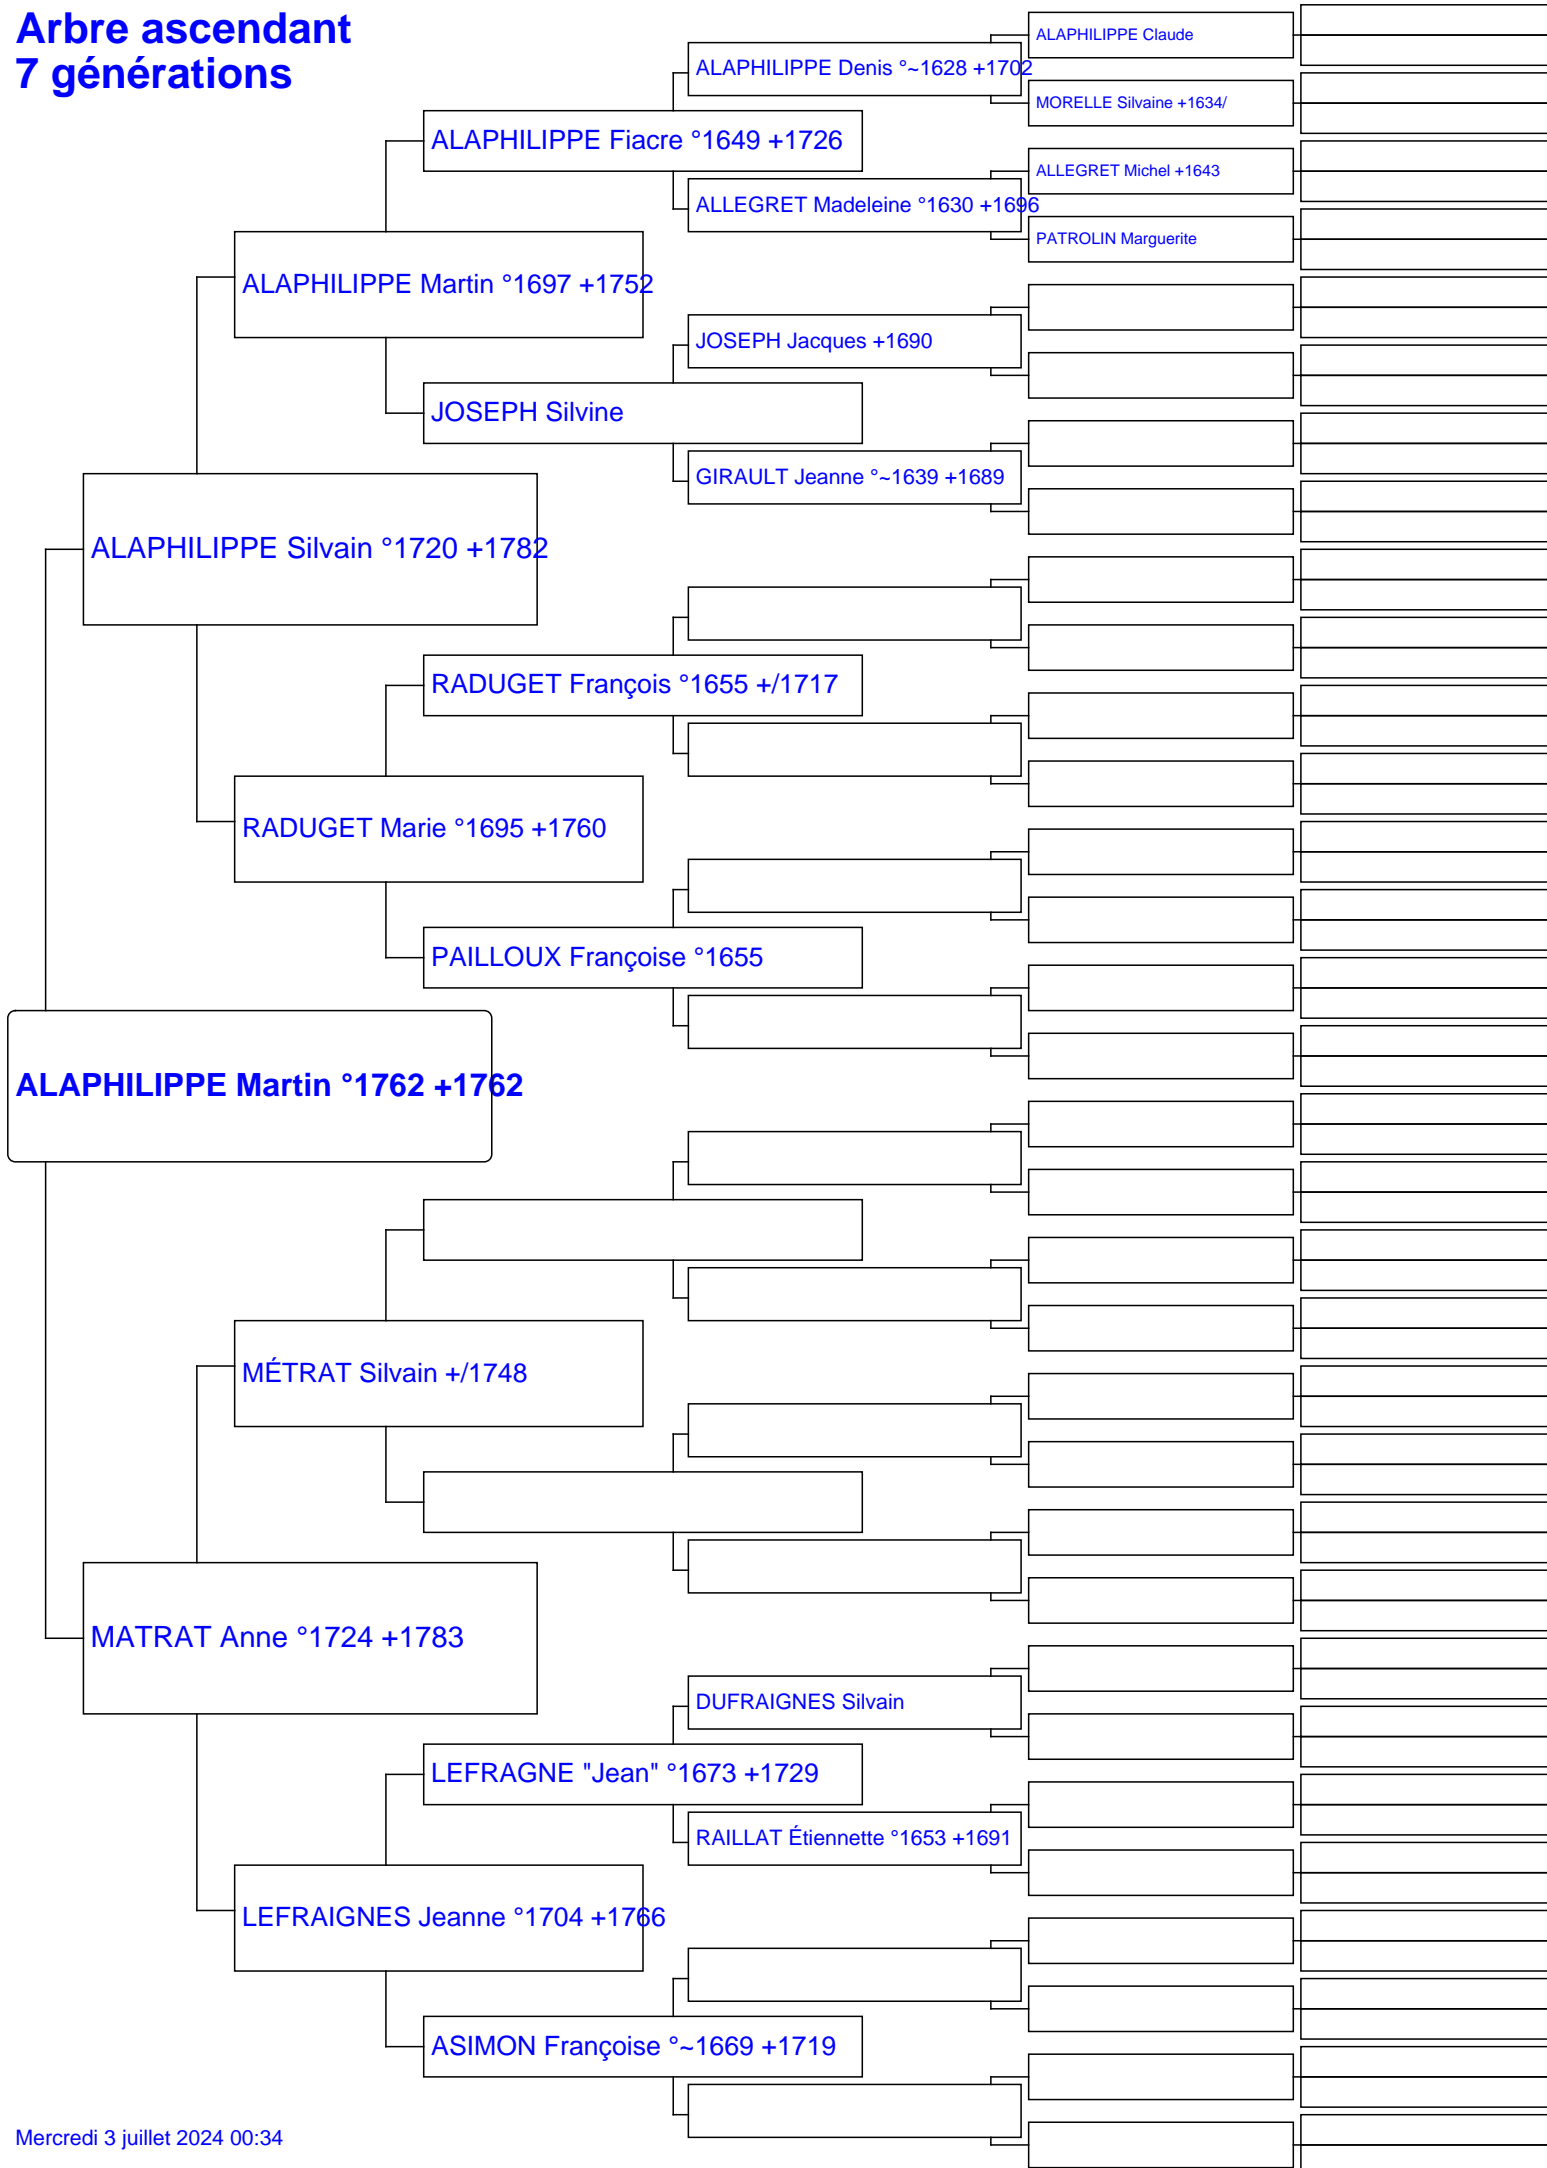 Arbre ascendant
7 générations
ALAPHILIPPE Claude
ALAPHILIPPE Denis °~1628 +1702
MORELLE Silvaine +1634/
ALAPHILIPPE Fiacre °1649 +1726
ALLEGRET Michel +1643
ALLEGRET Madeleine °1630 +1696
PATROLIN Marguerite
ALAPHILIPPE Martin °1697 +1752
JOSEPH Jacques +1690
JOSEPH Silvine
GIRAULT Jeanne °~1639 +1689
ALAPHILIPPE Silvain °1720 +1782
RADUGET François °1655 +/1717
RADUGET Marie °1695 +1760
PAILLOUX Françoise °1655
ALAPHILIPPE Martin °1762 +1762
MÉTRAT Silvain +/1748
MATRAT Anne °1724 +1783
DUFRAIGNES Silvain
LEFRAGNE "Jean" °1673 +1729
RAILLAT Étiennette °1653 +1691
LEFRAIGNES Jeanne °1704 +1766
ASIMON Françoise °~1669 +1719
Mercredi 3 juillet 2024 00:34